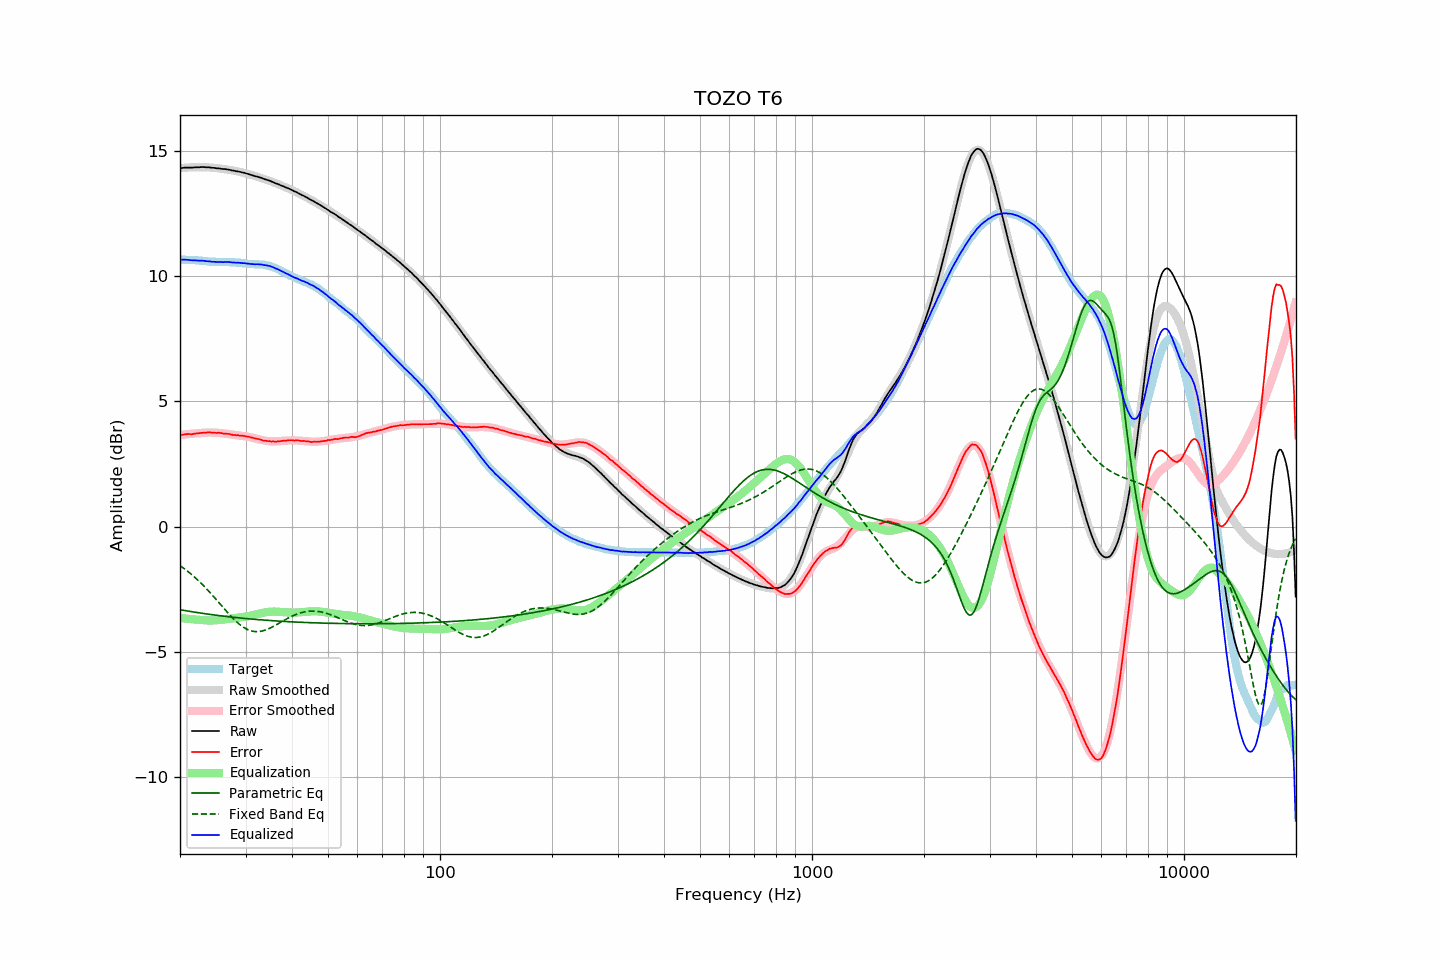 TOZO T6
Amplitude (dBr)
15
10
5
0
−5
−10
100
1000
10000
Frequency (Hz)
Target
Raw Smoothed
Error Smoothed
Raw
Error
Equalization
Parametric Eq
Fixed Band Eq
Equalized